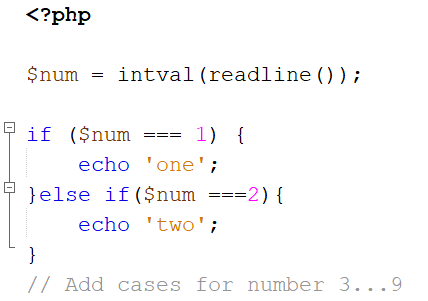 <?php
$num = intval(readline());
if ($num === 1) {
    echo 'one';
}else if($num ===2){
    echo 'two';
}
// Add cases for number 3...9